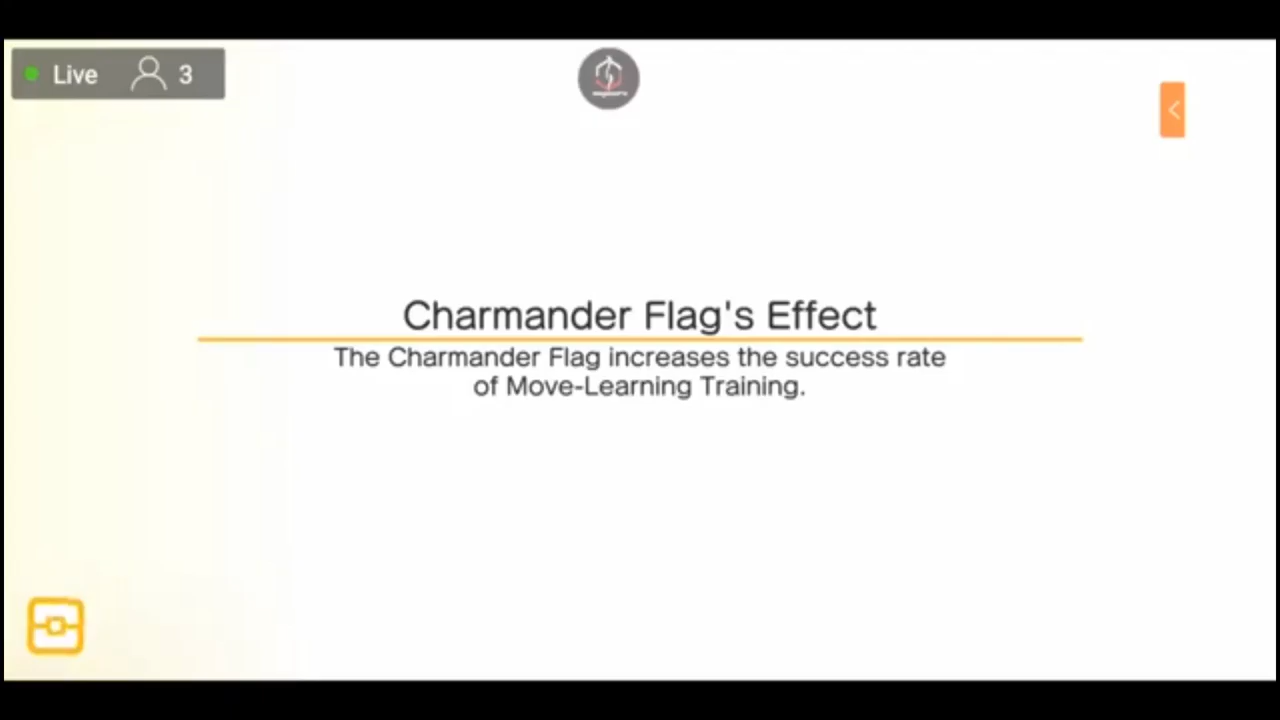 Live 3
Charmander Flag's Effect
The Charmander Flag increases the success rate
of Move-Learning Training.